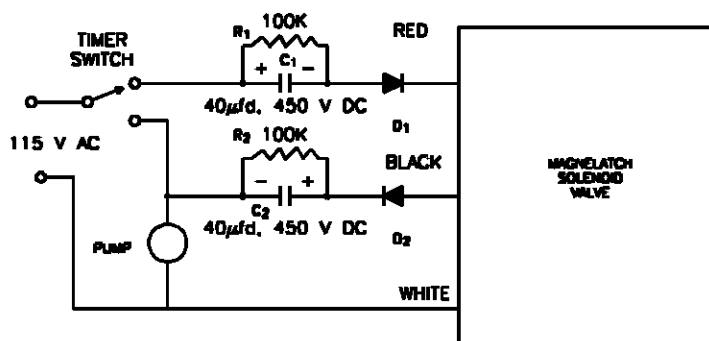 TIMER
SWITCH
115 V AC
R1 100K
+ C1 -
40µfd, 450 V DC
RED
D1
R2 100K
- +
C2
40µfd, 450 V DC
BLACK
D2
PUMP
WHITE
MAGNELATCH
SOLENOID
VALVE